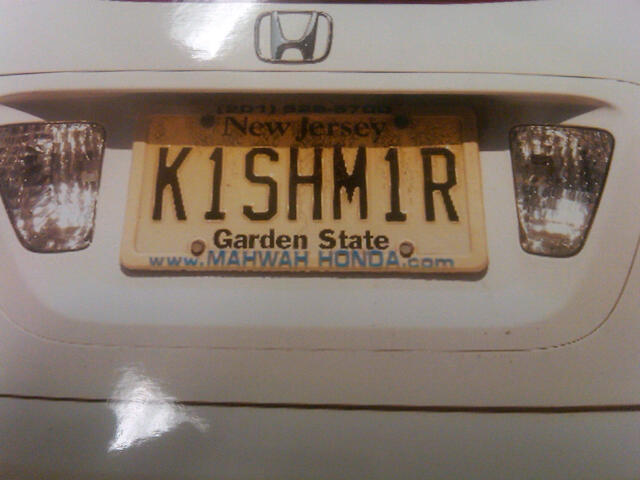 New Jersey
K1SHM1R
Garden State
www.MAHWAH HONDA.com